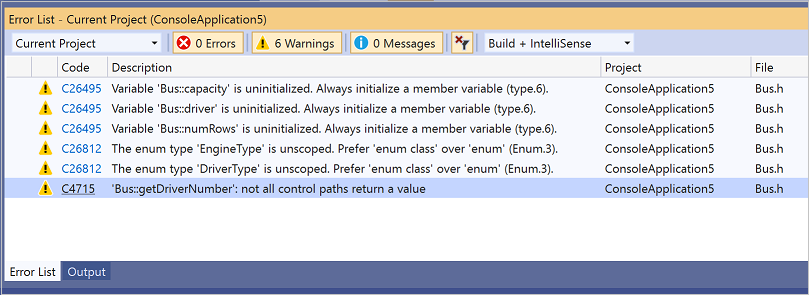 Error List - Current Project (ConsoleApplication5)
Current Project 0 Errors 6 Warnings 0 Messages Build + IntelliSense
Code Description Project File
C26495 Variable 'Bus::capacity' is uninitialized. Always initialize a member variable (type.6). ConsoleApplication5 Bus.h
C26495 Variable 'Bus::driver' is uninitialized. Always initialize a member variable (type.6). ConsoleApplication5 Bus.h
C26495 Variable 'Bus::numRows' is uninitialized. Always initialize a member variable (type.6). ConsoleApplication5 Bus.h
C26812 The enum type 'EngineType' is unscoped. Prefer 'enum class' over 'enum' (Enum.3). ConsoleApplication5 Bus.h
C26812 The enum type 'DriverType' is unscoped. Prefer 'enum class' over 'enum' (Enum.3). ConsoleApplication5 Bus.h
C4715 'Bus::getDriverNumber': not all control paths return a value ConsoleApplication5 Bus.h
Error List Output